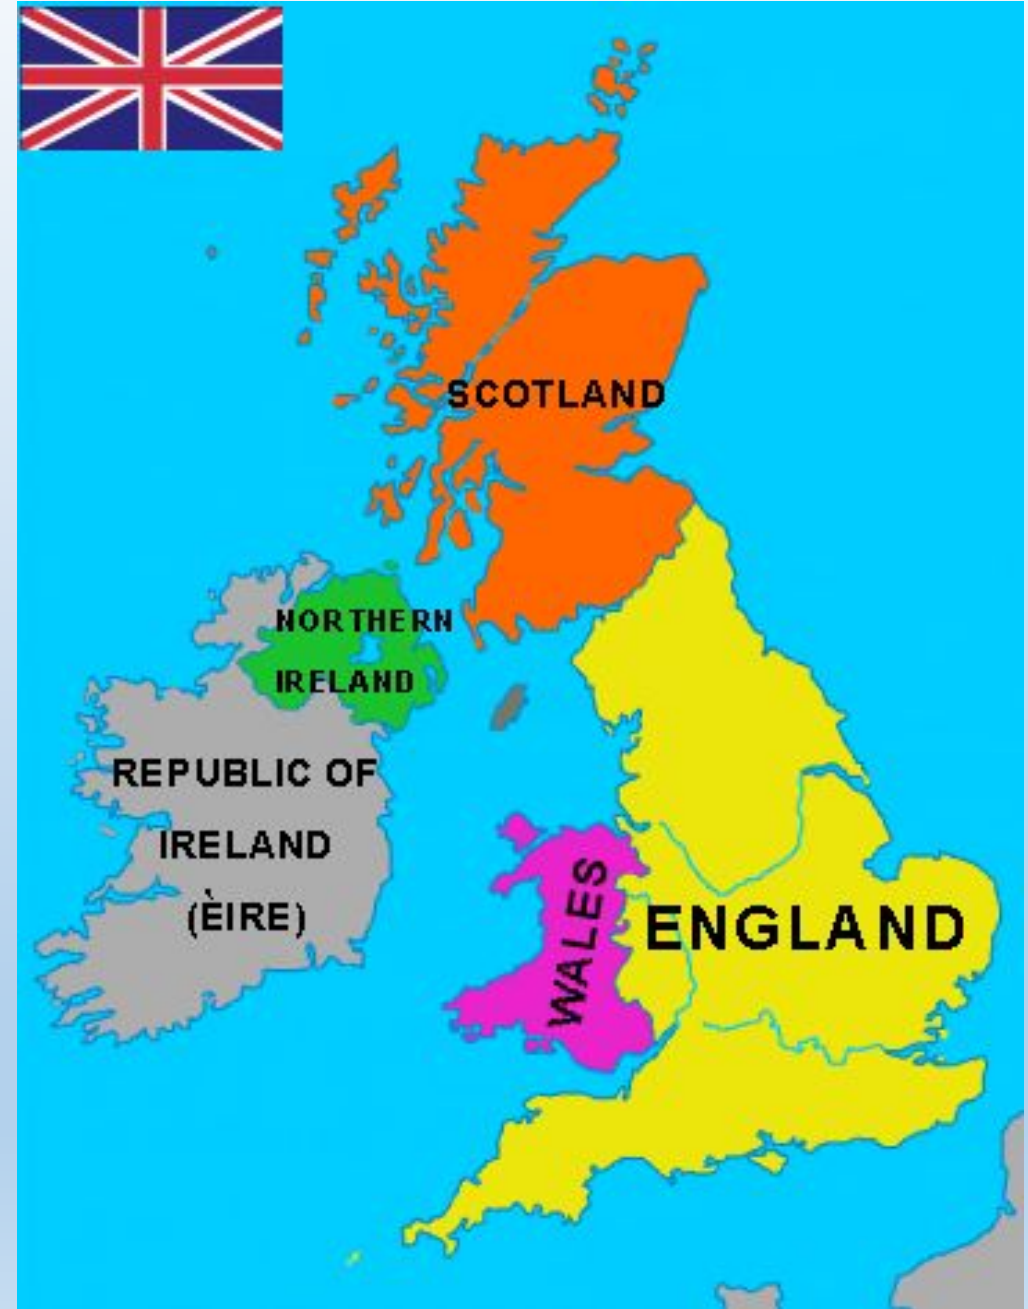 SCOTLAND
NORTHERN
IRELAND
REPUBLIC OF
IRELAND
(ÈIRE)
WALES
ENGLAND